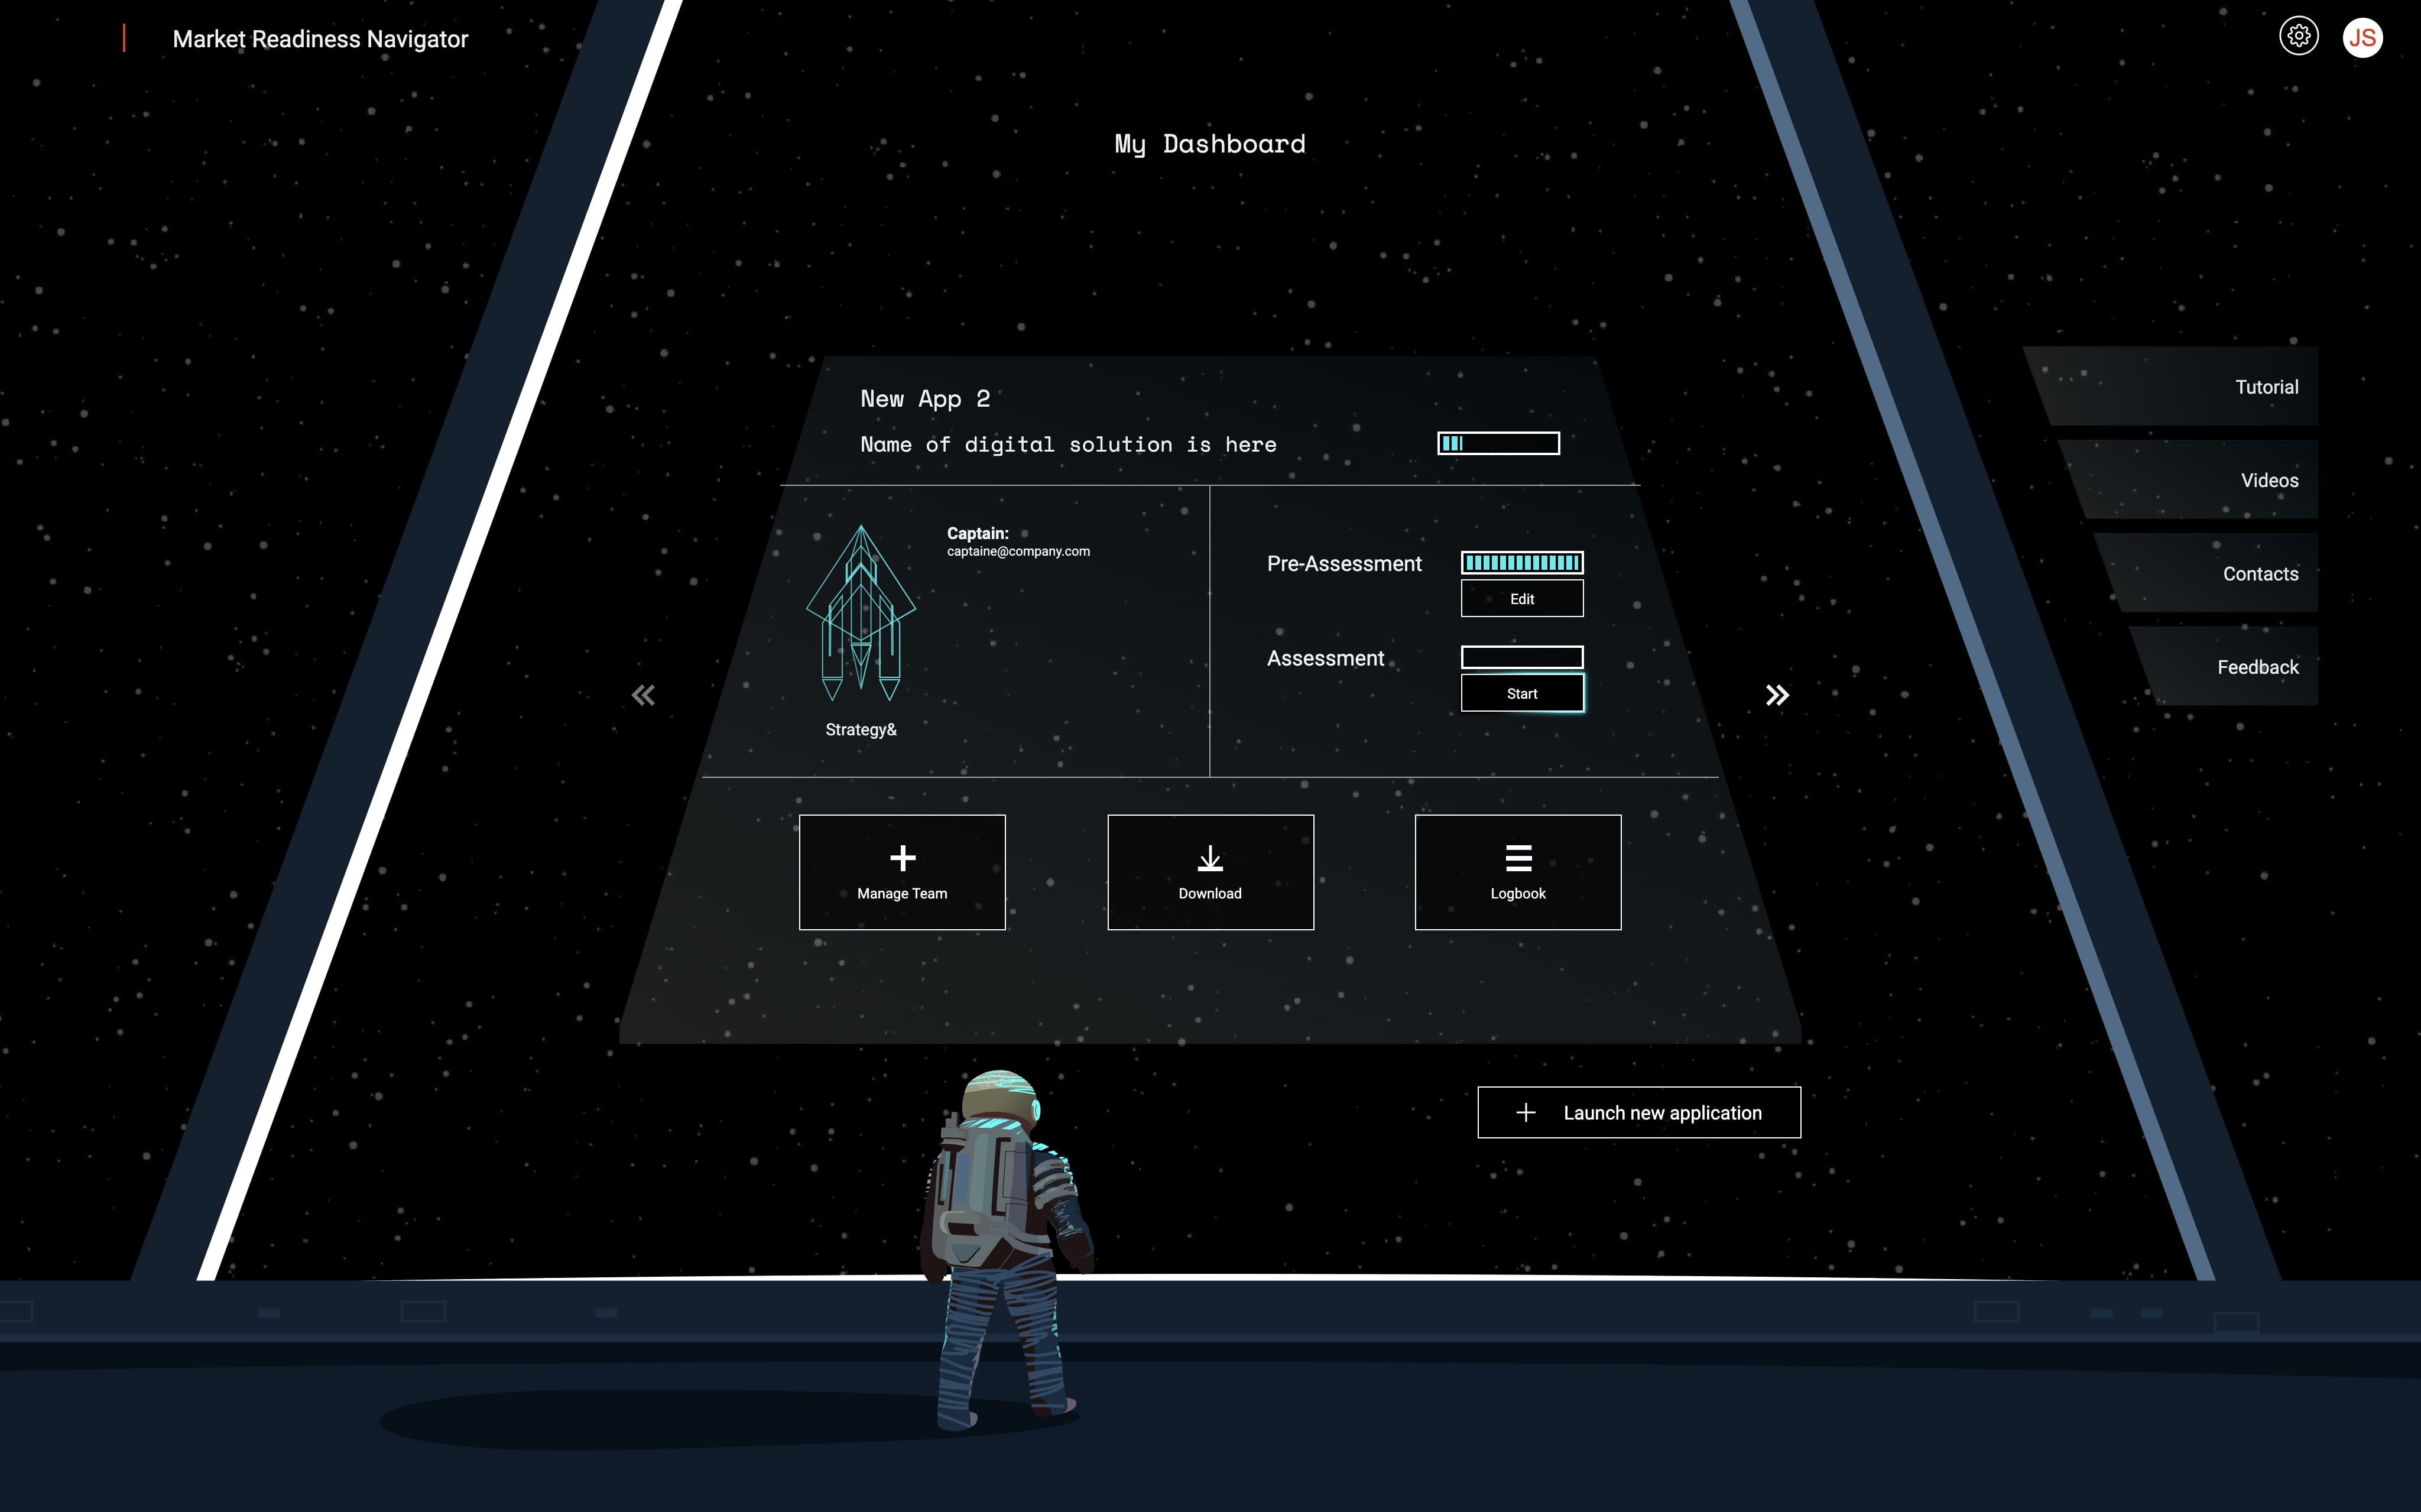 Market Readiness Navigator
JS
My Dashboard
New App 2
Name of digital solution is here
Captain:
captaine@company.com
Strategy&
Pre-Assessment
Edit
Assessment
Start
Manage Team
Download
Logbook
Launch new application
Tutorial
Videos
Contacts
Feedback